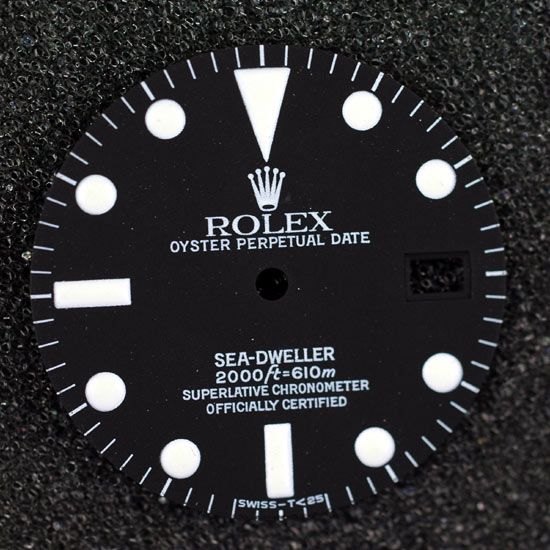 ROLEX
OYSTER PERPETUAL DATE
SEA-DWELLER
2000ft=610m
SUPERLATIVE CHRONOMETER
OFFICIALLY CERTIFIED
SWISS-T<25